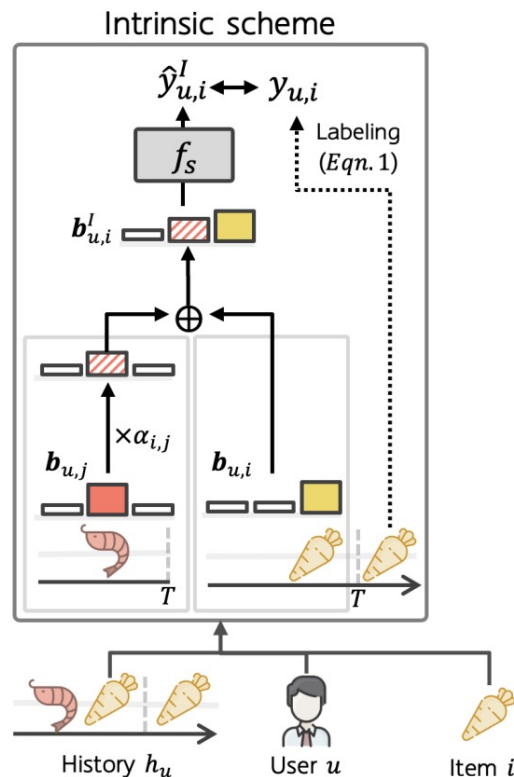 Intrinsic scheme
ŷ^I_{u,i} ↔ y_{u,i}
Labeling
(Eqn. 1)
f_s
b^I_{u,i}
⊕
×α_{i,j}
b_{u,j}
b_{u,i}
T
T
History h_u
User u
Item i